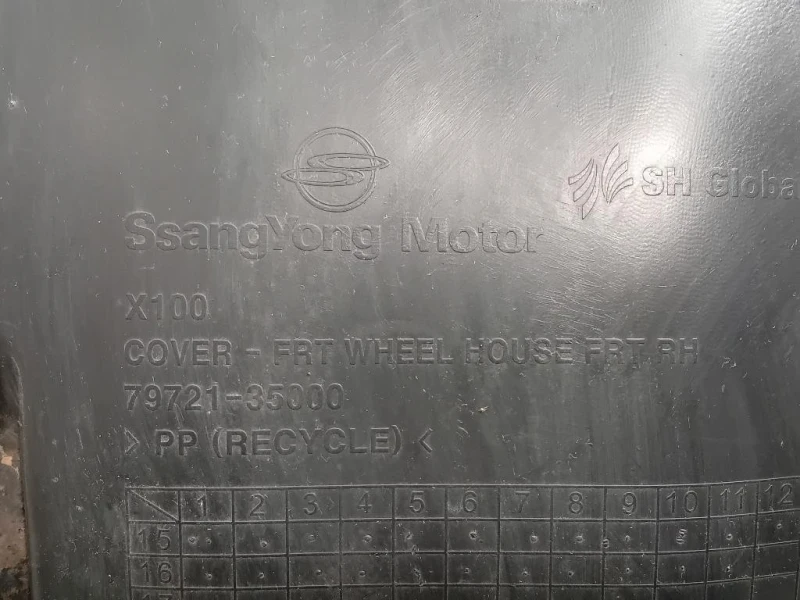 SH Globa
SsangYong Motor
X100
COVER - FRT WHEEL HOUSE FRT RH
79721-35000
> PP (RECYCLE) <
1 2 3 4 5 6 7 8 9 10 11 12
15
16
17